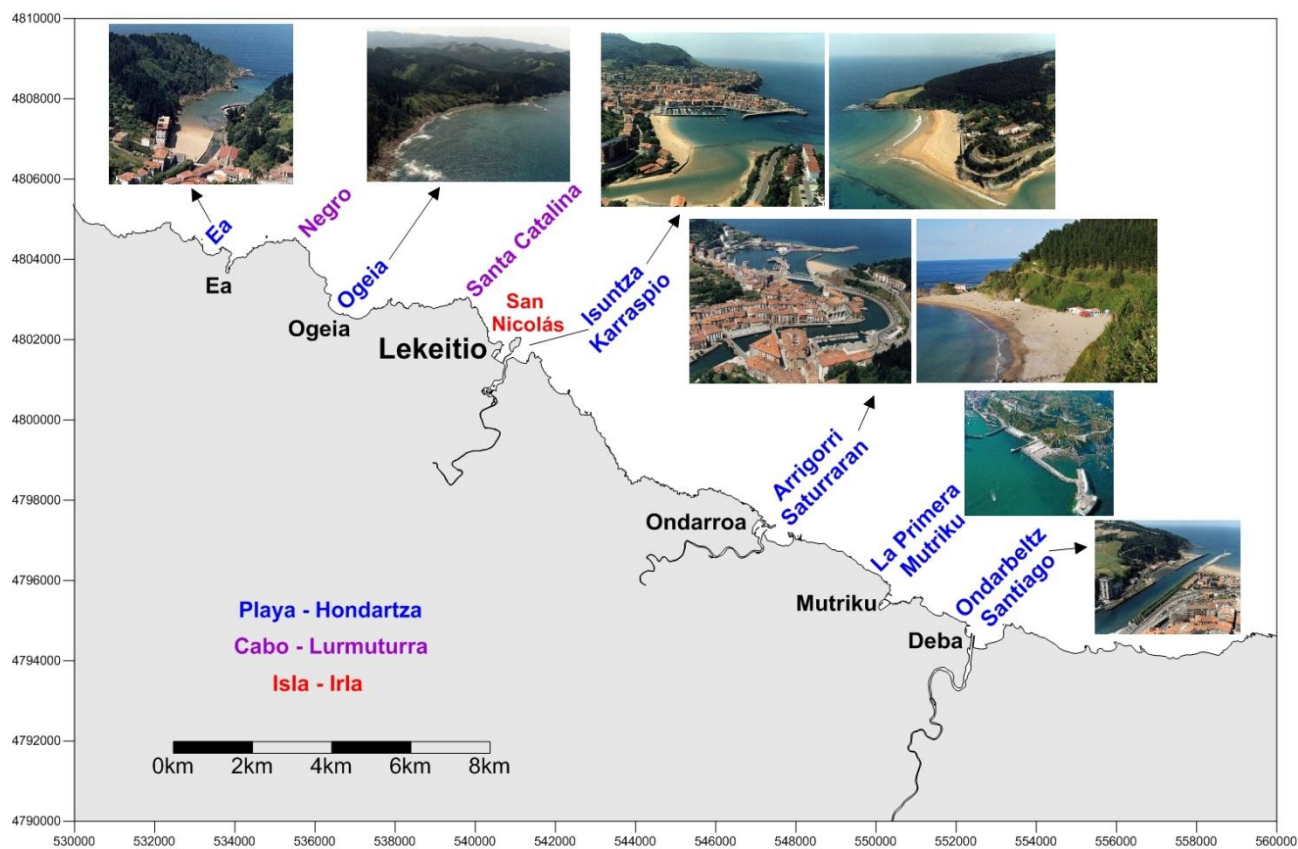 4810000
4808000
4806000
4804000
4802000
4800000
4798000
4796000
4794000
4792000
4790000
Ea
Negro
Ea
Ogeia
Ogeia
Santa Catalina
San
Nicolás
Lekeitio
Isuntza
Karraspio
Ondarroa
Arrigorri
Saturraran
La Primera
Mutriku
Mutriku
Ondarbeltz
Santiago
Deba
Playa - Hondartza
Cabo - Lurmuturra
Isla - Irla
0km 2km 4km 6km 8km
530000 532000 534000 536000 538000 540000 542000 544000 546000 548000 550000 552000 554000 556000 558000 560000